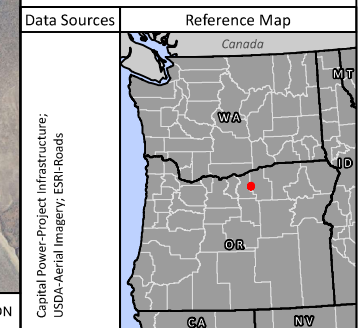 Data Sources
Reference Map
Capital Power-Project Infrastructure;
USDA-Aerial Imagery; ESRI-Roads
Canada
MT
WA
ID
OR
CA
NV
ON